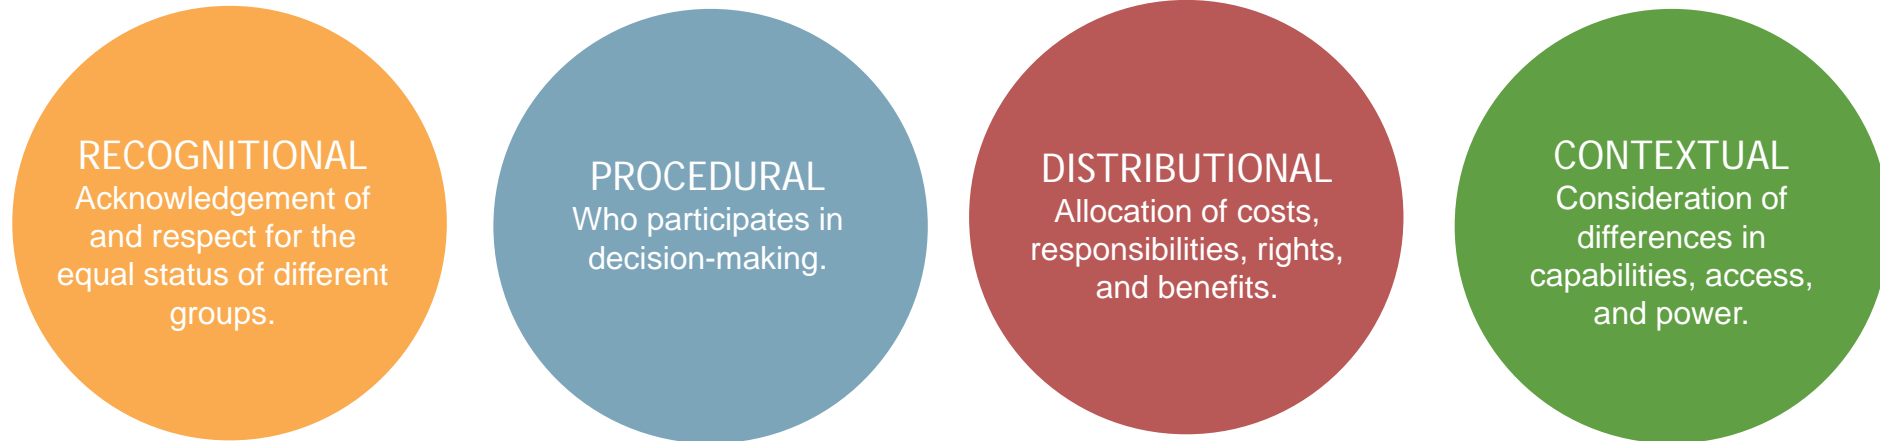 RECOGNITIONAL
Acknowledgement of
and respect for the
equal status of different
groups.
PROCEDURAL
Who participates in
decision-making.
DISTRIBUTIONAL
Allocation of costs,
responsibilities, rights,
and benefits.
CONTEXTUAL
Consideration of
differences in
capabilities, access,
and power.